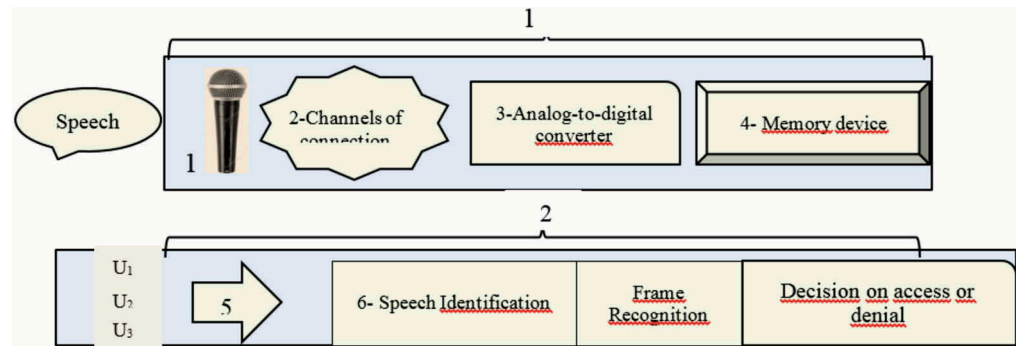 1
Speech
1
2-Channels of
connection
3-Analog-to-digital
converter
4- Memory device
2
U1
U2
U3
5
6- Speech Identification
Frame
Recognition
Decision on access or
denial